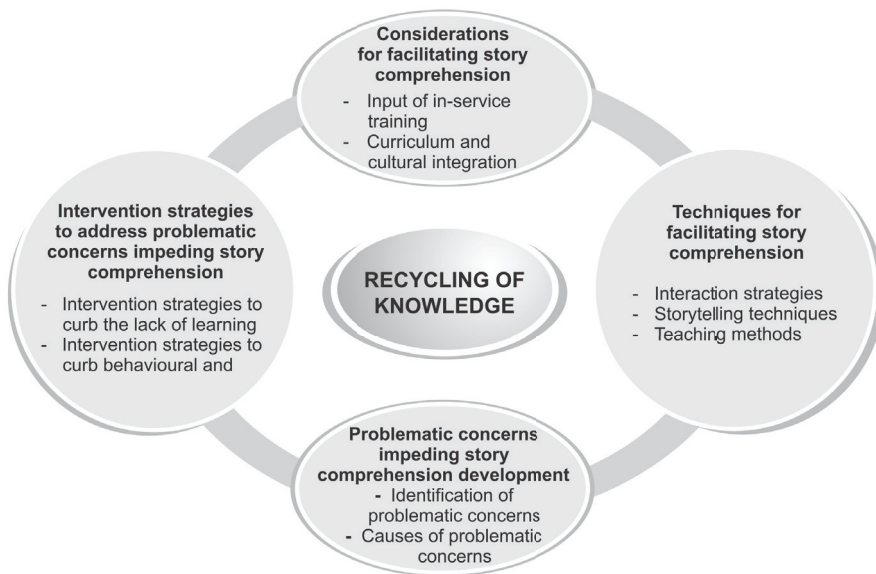 Considerations
for facilitating story
comprehension
- Input of in-service
training
- Curriculum and
cultural integration
Intervention strategies
to address problematic
concerns impeding story
comprehension
- Intervention strategies to
curb the lack of learning
- Intervention strategies to
curb behavioural and
RECYCLING OF
KNOWLEDGE
Techniques for
facilitating story
comprehension
- Interaction strategies
- Storytelling techniques
- Teaching methods
Problematic concerns
impeding story
comprehension development
- Identification of
problematic concerns
- Causes of problematic
concerns